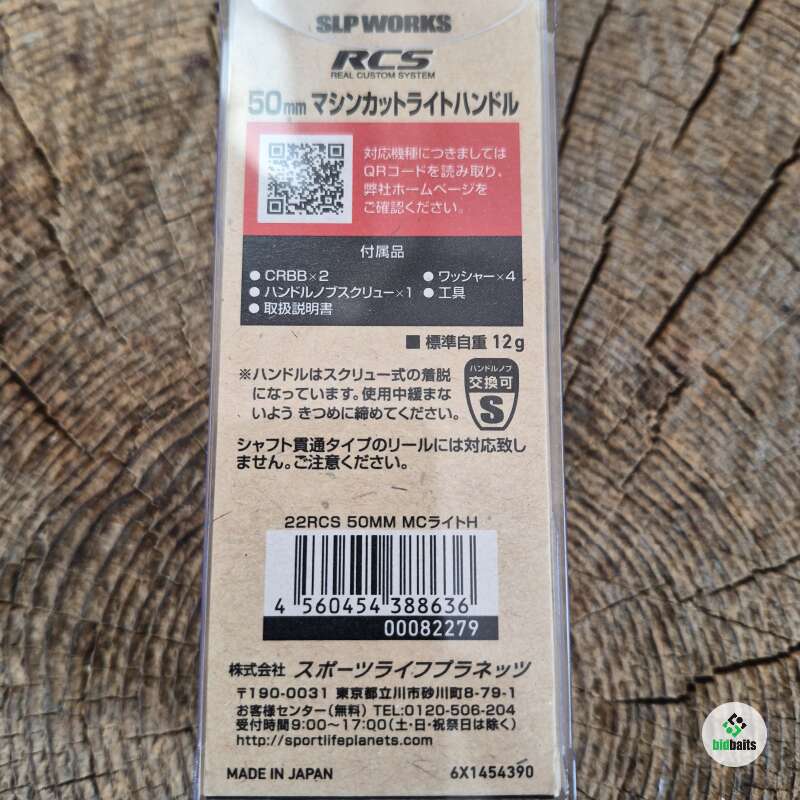 SLP WORKS
RCS
REAL CUSTOM SYSTEM
50mm マシンカットライトハンドル
対応機種につきましては
QRコードを読み取り、
弊社ホームページを
ご確認ください。
付属品
● CRBB×2 ● ワッシャー×4
● ハンドルノブスクリュー×1 ● 工具
● 取扱説明書
■ 標準自重 12g
※ハンドルはスクリュー式の着脱
になっています。使用中緩まな
いよう きつめに締めてください。
ハンドルノブ
交換可
S
シャフト貫通タイプのリールには対応致し
ません。ご注意ください。
22RCS 50MM MCライトH
4 560454 388636
00082279
株式会社 スポーツライフプラネッツ
〒190-0031 東京都立川市砂川町8-79-1
お客様センター(無料) TEL:0120-506-204
受付時間9:00~17:00(土・日・祝祭日は除く)
http://sportlifeplanets.com
MADE IN JAPAN 6X1454390
bidbaits